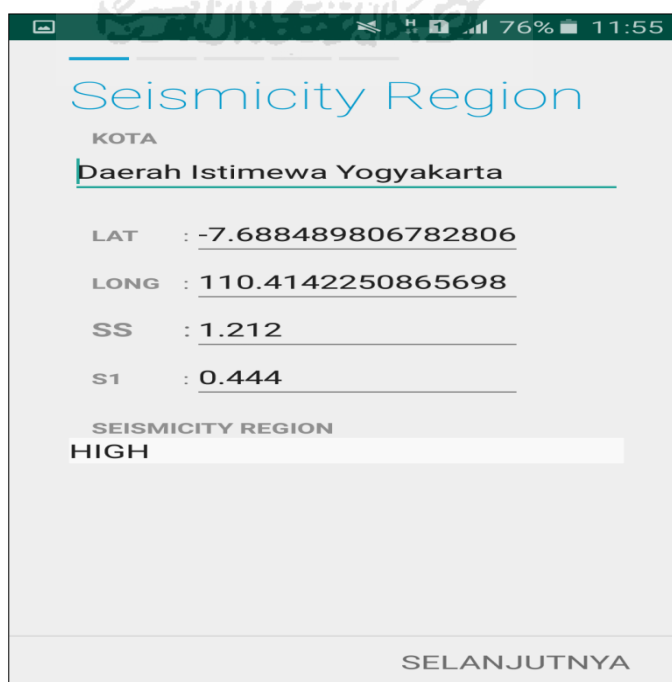 H 1 76% 11:55
Seismicity Region
KOTA
Daerah Istimewa Yogyakarta
LAT : -7.688489806782806
LONG : 110.4142250865698
SS : 1.212
S1 : 0.444
SEISMICITY REGION
HIGH
SELANJUTNYA